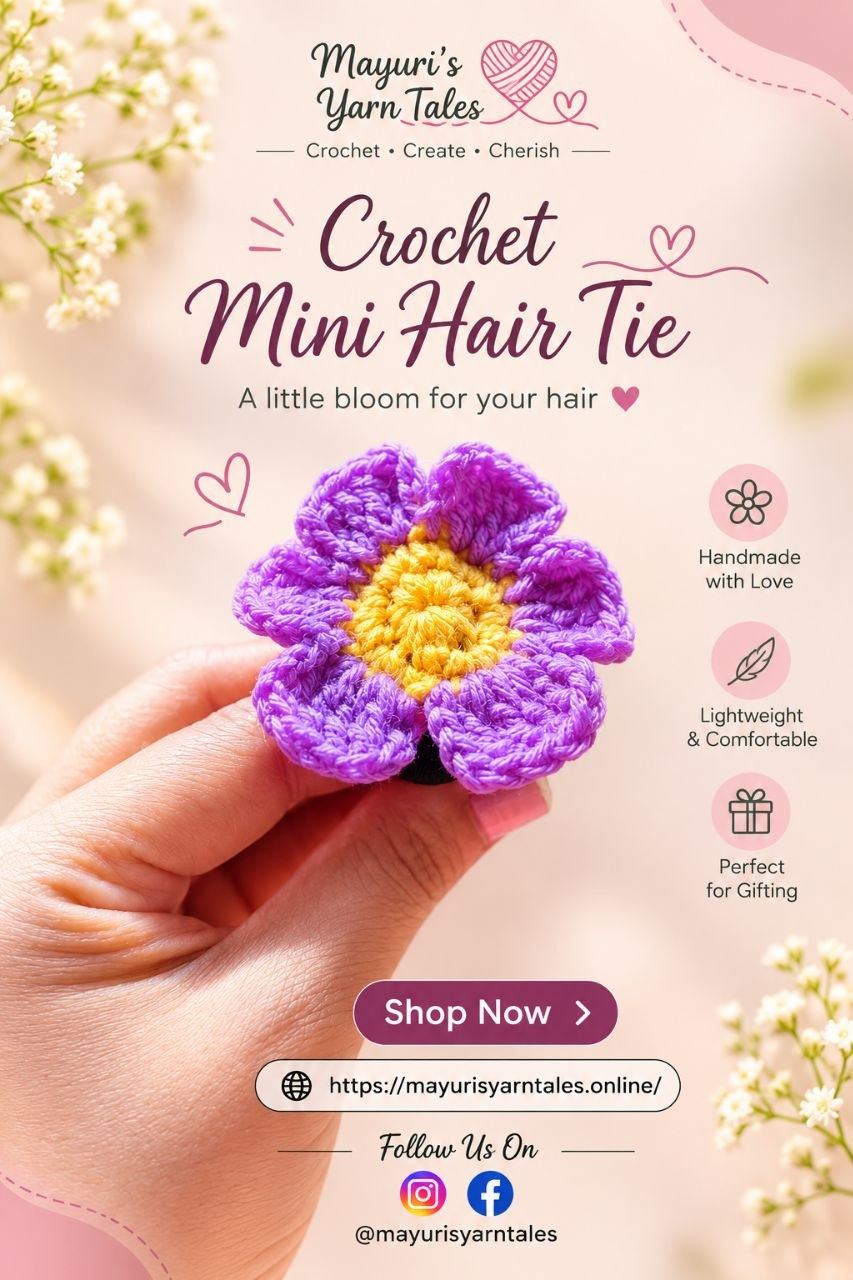 Mayuri's
Yarn Tales
Crochet • Create • Cherish
Crochet
Mini Hair Tie
A little bloom for your hair
Handmade
with Love
Lightweight
& Comfortable
Perfect
for Gifting
Shop Now
https://mayurisyarntales.online/
Follow Us On
@mayurisyarntales